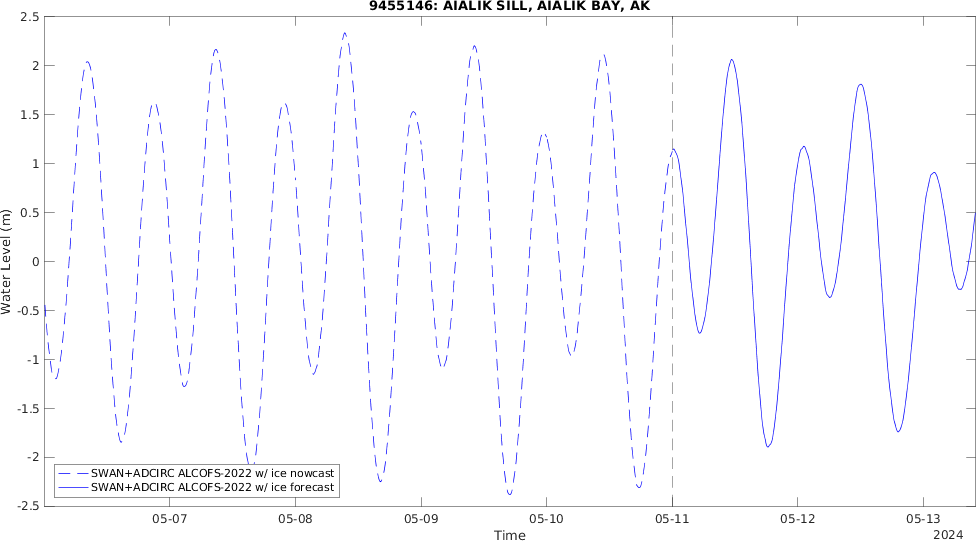 9455146: AIALIK SILL, AIALIK BAY, AK
2.5
2
1.5
1
0.5
0
-0.5
-1
-1.5
-2
-2.5
Water Level (m)
SWAN+ADCIRC ALCOFS-2022 w/ ice nowcast
SWAN+ADCIRC ALCOFS-2022 w/ ice forecast
05-07 05-08 05-09 05-10 05-11 05-12 05-13
Time
2024